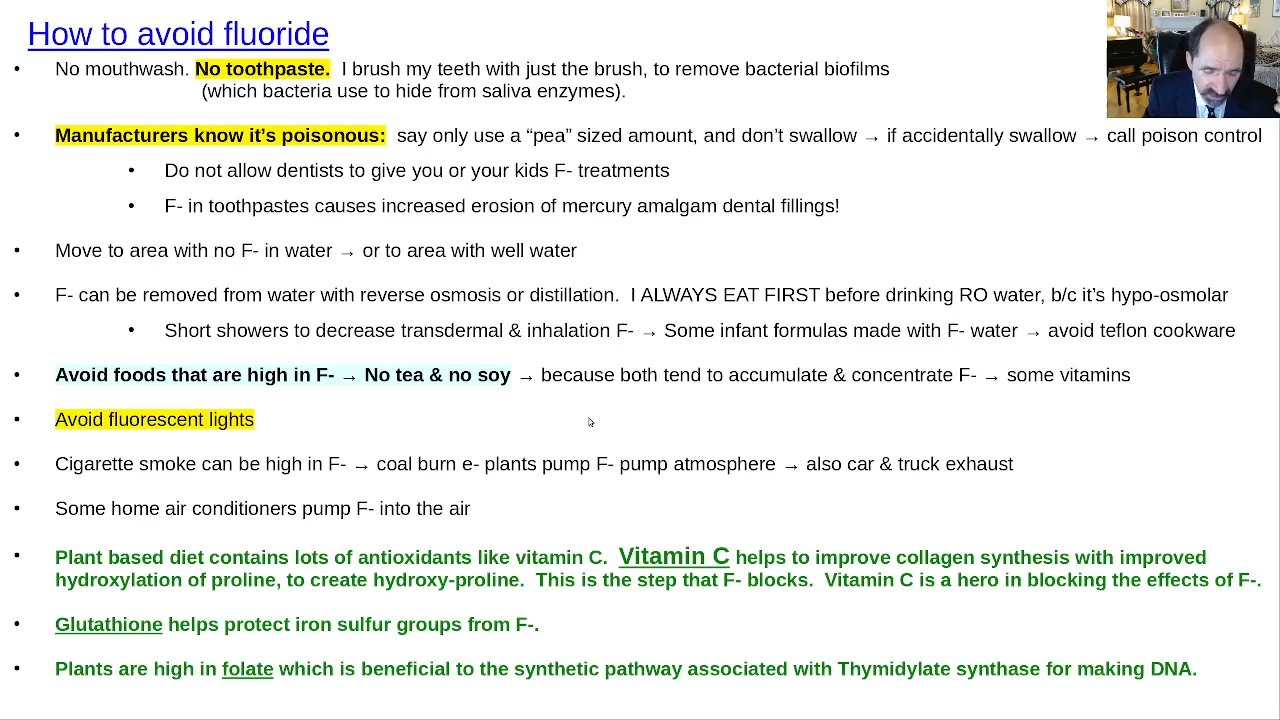 How to avoid fluoride
• No mouthwash. No toothpaste. I brush my teeth with just the brush, to remove bacterial biofilms
(which bacteria use to hide from saliva enzymes).
• Manufacturers know it’s poisonous: say only use a “pea” sized amount, and don’t swallow → if accidentally swallow → call poison control
• Do not allow dentists to give you or your kids F- treatments
• F- in toothpastes causes increased erosion of mercury amalgam dental fillings!
• Move to area with no F- in water → or to area with well water
• F- can be removed from water with reverse osmosis or distillation. I ALWAYS EAT FIRST before drinking RO water, b/c it’s hypo-osmolar
• Short showers to decrease transdermal & inhalation F- → Some infant formulas made with F- water → avoid teflon cookware
• Avoid foods that are high in F- → No tea & no soy → because both tend to accumulate & concentrate F- → some vitamins
• Avoid fluorescent lights
• Cigarette smoke can be high in F- → coal burn e- plants pump F- pump atmosphere → also car & truck exhaust
• Some home air conditioners pump F- into the air
• Plant based diet contains lots of antioxidants like vitamin C. Vitamin C helps to improve collagen synthesis with improved
hydroxylation of proline, to create hydroxy-proline. This is the step that F- blocks. Vitamin C is a hero in blocking the effects of F-.
• Glutathione helps protect iron sulfur groups from F-.
• Plants are high in folate which is beneficial to the synthetic pathway associated with Thymidylate synthase for making DNA.